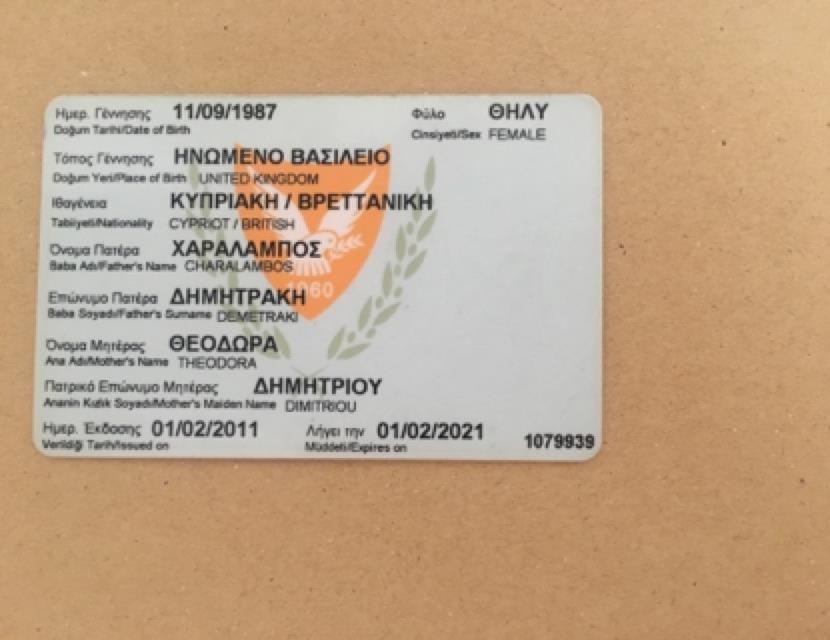 Ημερ. Γέννησης 11/09/1987 Φύλο ΘΗΛΥ
Doğum Tarihi/Date of Birth Cinsiyeti/Sex FEMALE
Τόπος Γέννησης ΗΝΩΜΕΝΟ ΒΑΣΙΛΕΙΟ
Doğum Yeri/Place of Birth UNITED KINGDOM
Ιθαγένεια ΚΥΠΡΙΑΚΗ / ΒΡΕΤΤΑΝΙΚΗ
Tabiiyeti/Nationality CYPRIOT / BRITISH
Όνομα Πατέρα ΧΑΡΑΛΑΜΠΟΣ
Baba Adı/Father's Name CHARALAMBOS
1960
Επώνυμο Πατέρα ΔΗΜΗΤΡΑΚΗ
Baba Soyadı/Father's Surname DEMETRAKI
Όνομα Μητέρας ΘΕΟΔΩΡΑ
Ana Adı/Mother's Name THEODORA
Πατρικό Επώνυμο Μητέρας ΔΗΜΗΤΡΙΟΥ
Ananin Kızlık Soyadı/Mother's Maiden Name DIMITRIOU
Ημερ. Έκδοσης 01/02/2011 Λήγει την 01/02/2021
Verildiği Tarih/Issued on Müddeti/Expires on 1079939